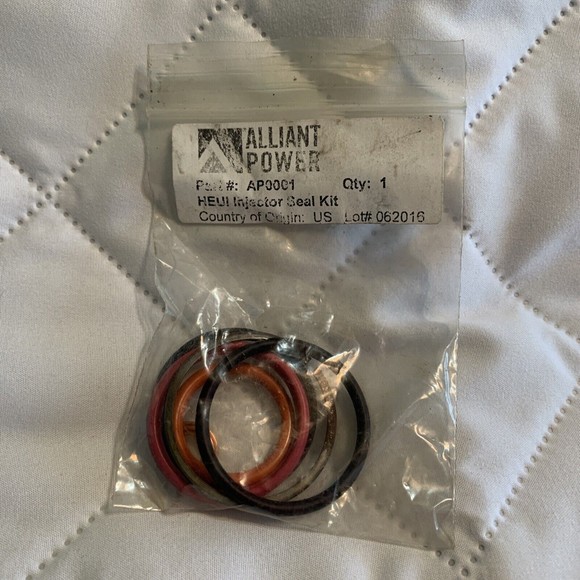 ALLIANT
POWER
Part #: AP0001 Qty: 1
HEUI Injector Seal Kit
Country of Origin: US Lot# 062016